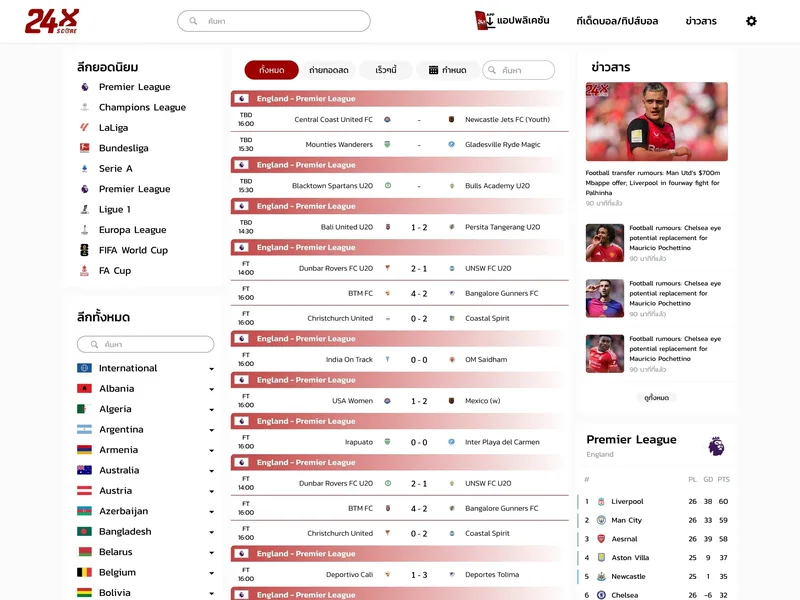 24X
SCORE
ค้นหา
แอปพลิเคชัน
ทีเด็ดบอล/ทิปส์บอล
ข่าวสาร
ลีกยอดนิยม
Premier League
Champions League
LaLiga
Bundesliga
Serie A
Premier League
Ligue 1
Europa League
FIFA World Cup
FA Cup
ลีกทั้งหมด
ค้นหา
International
Albania
Algeria
Argentina
Armenia
Australia
Austria
Azerbaijan
Bangladesh
Belarus
Belgium
Bolivia
ทั้งหมด
ถ่ายทอดสด
เร็วๆนี้
กำหนด
ค้นหา
England - Premier League
TBD
16:00
Central Coast United FC - Newcastle Jets FC (Youth)
TBD
15:30
Mounties Wanderers - Gladesville Ryde Magic
England - Premier League
TBD
15:30
Blacktown Spartans U20 - Bulls Academy U20
England - Premier League
TBD
14:30
Bali United U20 1 - 2 Persita Tangerang U20
England - Premier League
FT
14:00
Dunbar Rovers FC U20 2 - 1 UNSW FC U20
FT
16:00
BTM FC 4 - 2 Bangalore Gunners FC
FT
16:00
Christchurch United 0 - 2 Coastal Spirit
England - Premier League
FT
16:00
India On Track 0 - 0 OM Saidham
England - Premier League
FT
16:00
USA Women 1 - 2 Mexico (w)
England - Premier League
FT
16:00
Irapuato 0 - 0 Inter Playa del Carmen
England - Premier League
FT
14:00
Dunbar Rovers FC U20 2 - 1 UNSW FC U20
FT
16:00
BTM FC 4 - 2 Bangalore Gunners FC
FT
16:00
Christchurch United 0 - 2 Coastal Spirit
England - Premier League
FT
16:00
Deportivo Cali 1 - 3 Deportes Tolima
England - Premier League
ข่าวสาร
24X
Football transfer rumours: Man Utd's $700m
Mbappe offer; Liverpool in fourway fight for
Palhinha
90 นาทีที่แล้ว
Football rumours: Chelsea eye
potential replacement for
Mauricio Pochettino
90 นาทีที่แล้ว
Football rumours: Chelsea eye
potential replacement for
Mauricio Pochettino
90 นาทีที่แล้ว
Football rumours: Chelsea eye
potential replacement for
Mauricio Pochettino
90 นาทีที่แล้ว
ดูทั้งหมด
Premier League
England
# PL GD PTS
1 Liverpool 26 38 60
2 Man City 26 33 59
3 Aesrnal 26 39 58
4 Aston Villa 25 9 37
5 Newcastle 25 1 35
6 Chelsea 26 -6 32